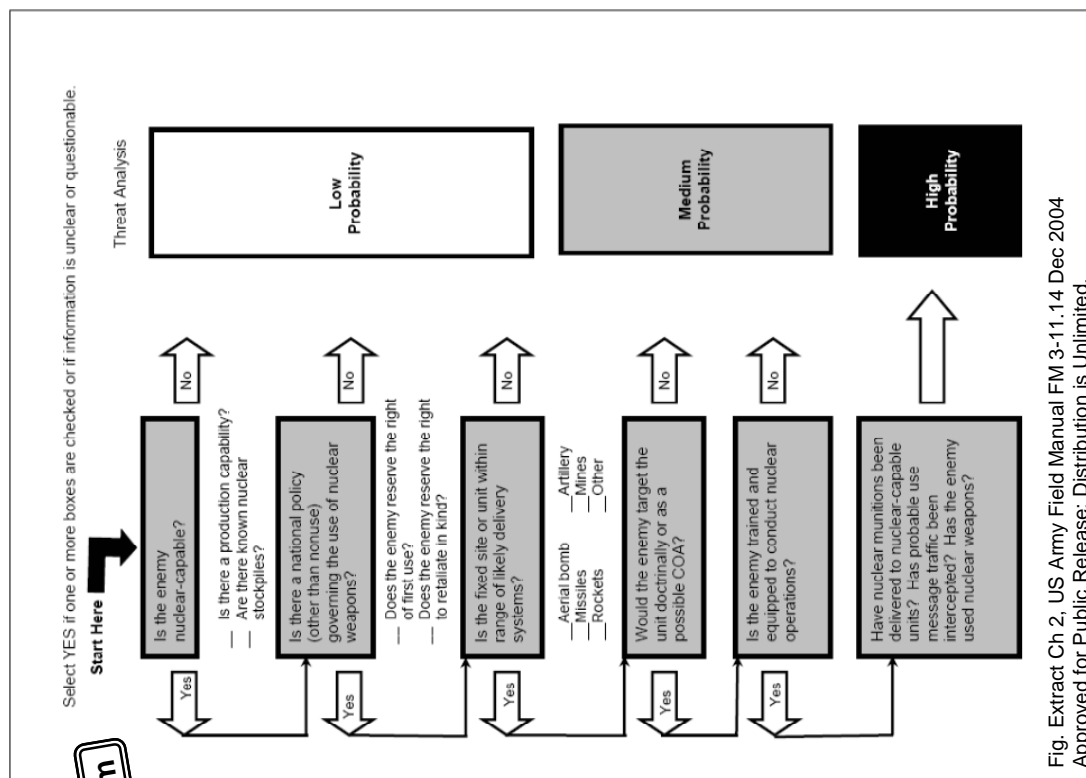 Select YES if one or more boxes are checked or if information is unclear or questionable.
Start Here
Threat Analysis
Is the enemy
nuclear-capable?
Yes
No
__ Is there a production capability?
__ Are there known nuclear
stockpiles?
Is there a national policy
(other than nonuse)
governing the use of nuclear
weapons?
Yes
No
__ Does the enemy reserve the right
of first use?
__ Does the enemy reserve the right
to retaliate in kind?
Low
Probability
Is the fixed site or unit within
range of likely delivery
systems?
Yes
No
__Aerial bomb __Artillery
__Missiles __Mines
__Rockets __Other
Would the enemy target the
unit doctrinally or as a
possible COA?
Yes
No
Medium
Probability
Is the enemy trained and
equipped to conduct nuclear
operations?
Yes
No
Have nuclear munitions been
delivered to nuclear-capable
units? Has probable use
message traffic been
intercepted? Has the enemy
used nuclear weapons?
High
Probability
Fig. Extract Ch 2, US Army Field Manual FM 3-11.14 Dec 2004
Approved for Public Release; Distribution is Unlimited.